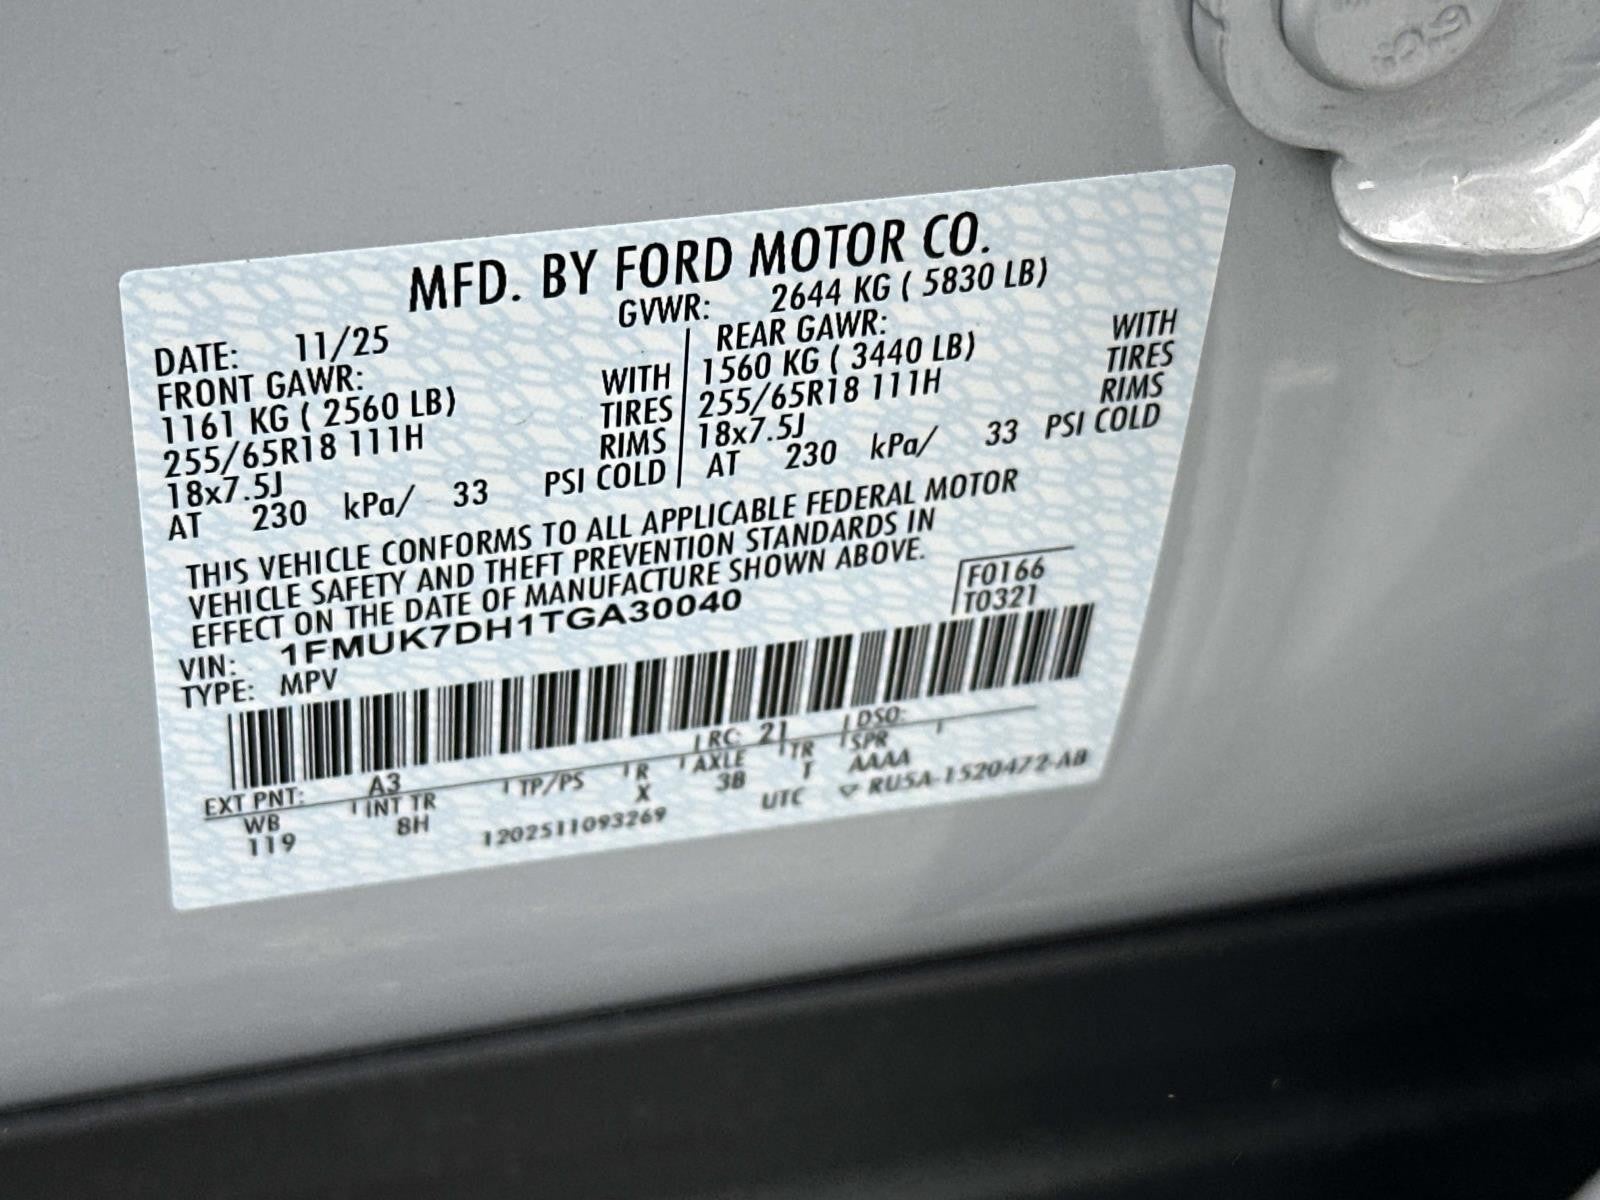 MFD. BY FORD MOTOR CO.
DATE: 11/25 GVWR: 2644 KG ( 5830 LB)
FRONT GAWR: REAR GAWR:
1161 KG ( 2560 LB) WITH 1560 KG ( 3440 LB) WITH
255/65R18 111H TIRES 255/65R18 111H TIRES
18x7.5J RIMS 18x7.5J RIMS
AT 230 kPa/ 33 PSI COLD AT 230 kPa/ 33 PSI COLD
THIS VEHICLE CONFORMS TO ALL APPLICABLE FEDERAL MOTOR
VEHICLE SAFETY AND THEFT PREVENTION STANDARDS IN
EFFECT ON THE DATE OF MANUFACTURE SHOWN ABOVE.
F0166
VIN: 1FMUK7DH1TGA30040 T0321
TYPE: MPV
EXT PNT: A3 RC: 21 DSO:
WB INT TR TP/PS R AXLE TR SPR
119 8H X 38 T AAAA
1202511093269 UTC ▽ RU5A-1520472-AB